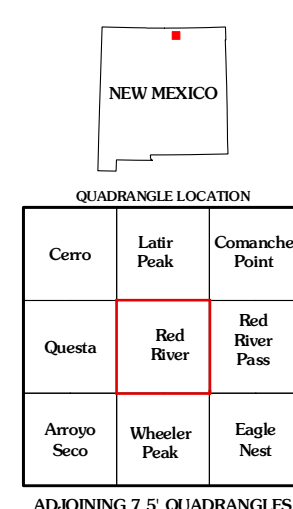 NEW MEXICO
QUADRANGLE LOCATION
Cerro
Latir
Peak
Comanche
Point
Questa
Red
River
Red
River
Pass
Arroyo
Seco
Wheeler
Peak
Eagle
Nest
ADJOINING 7.5' QUADRANGLES